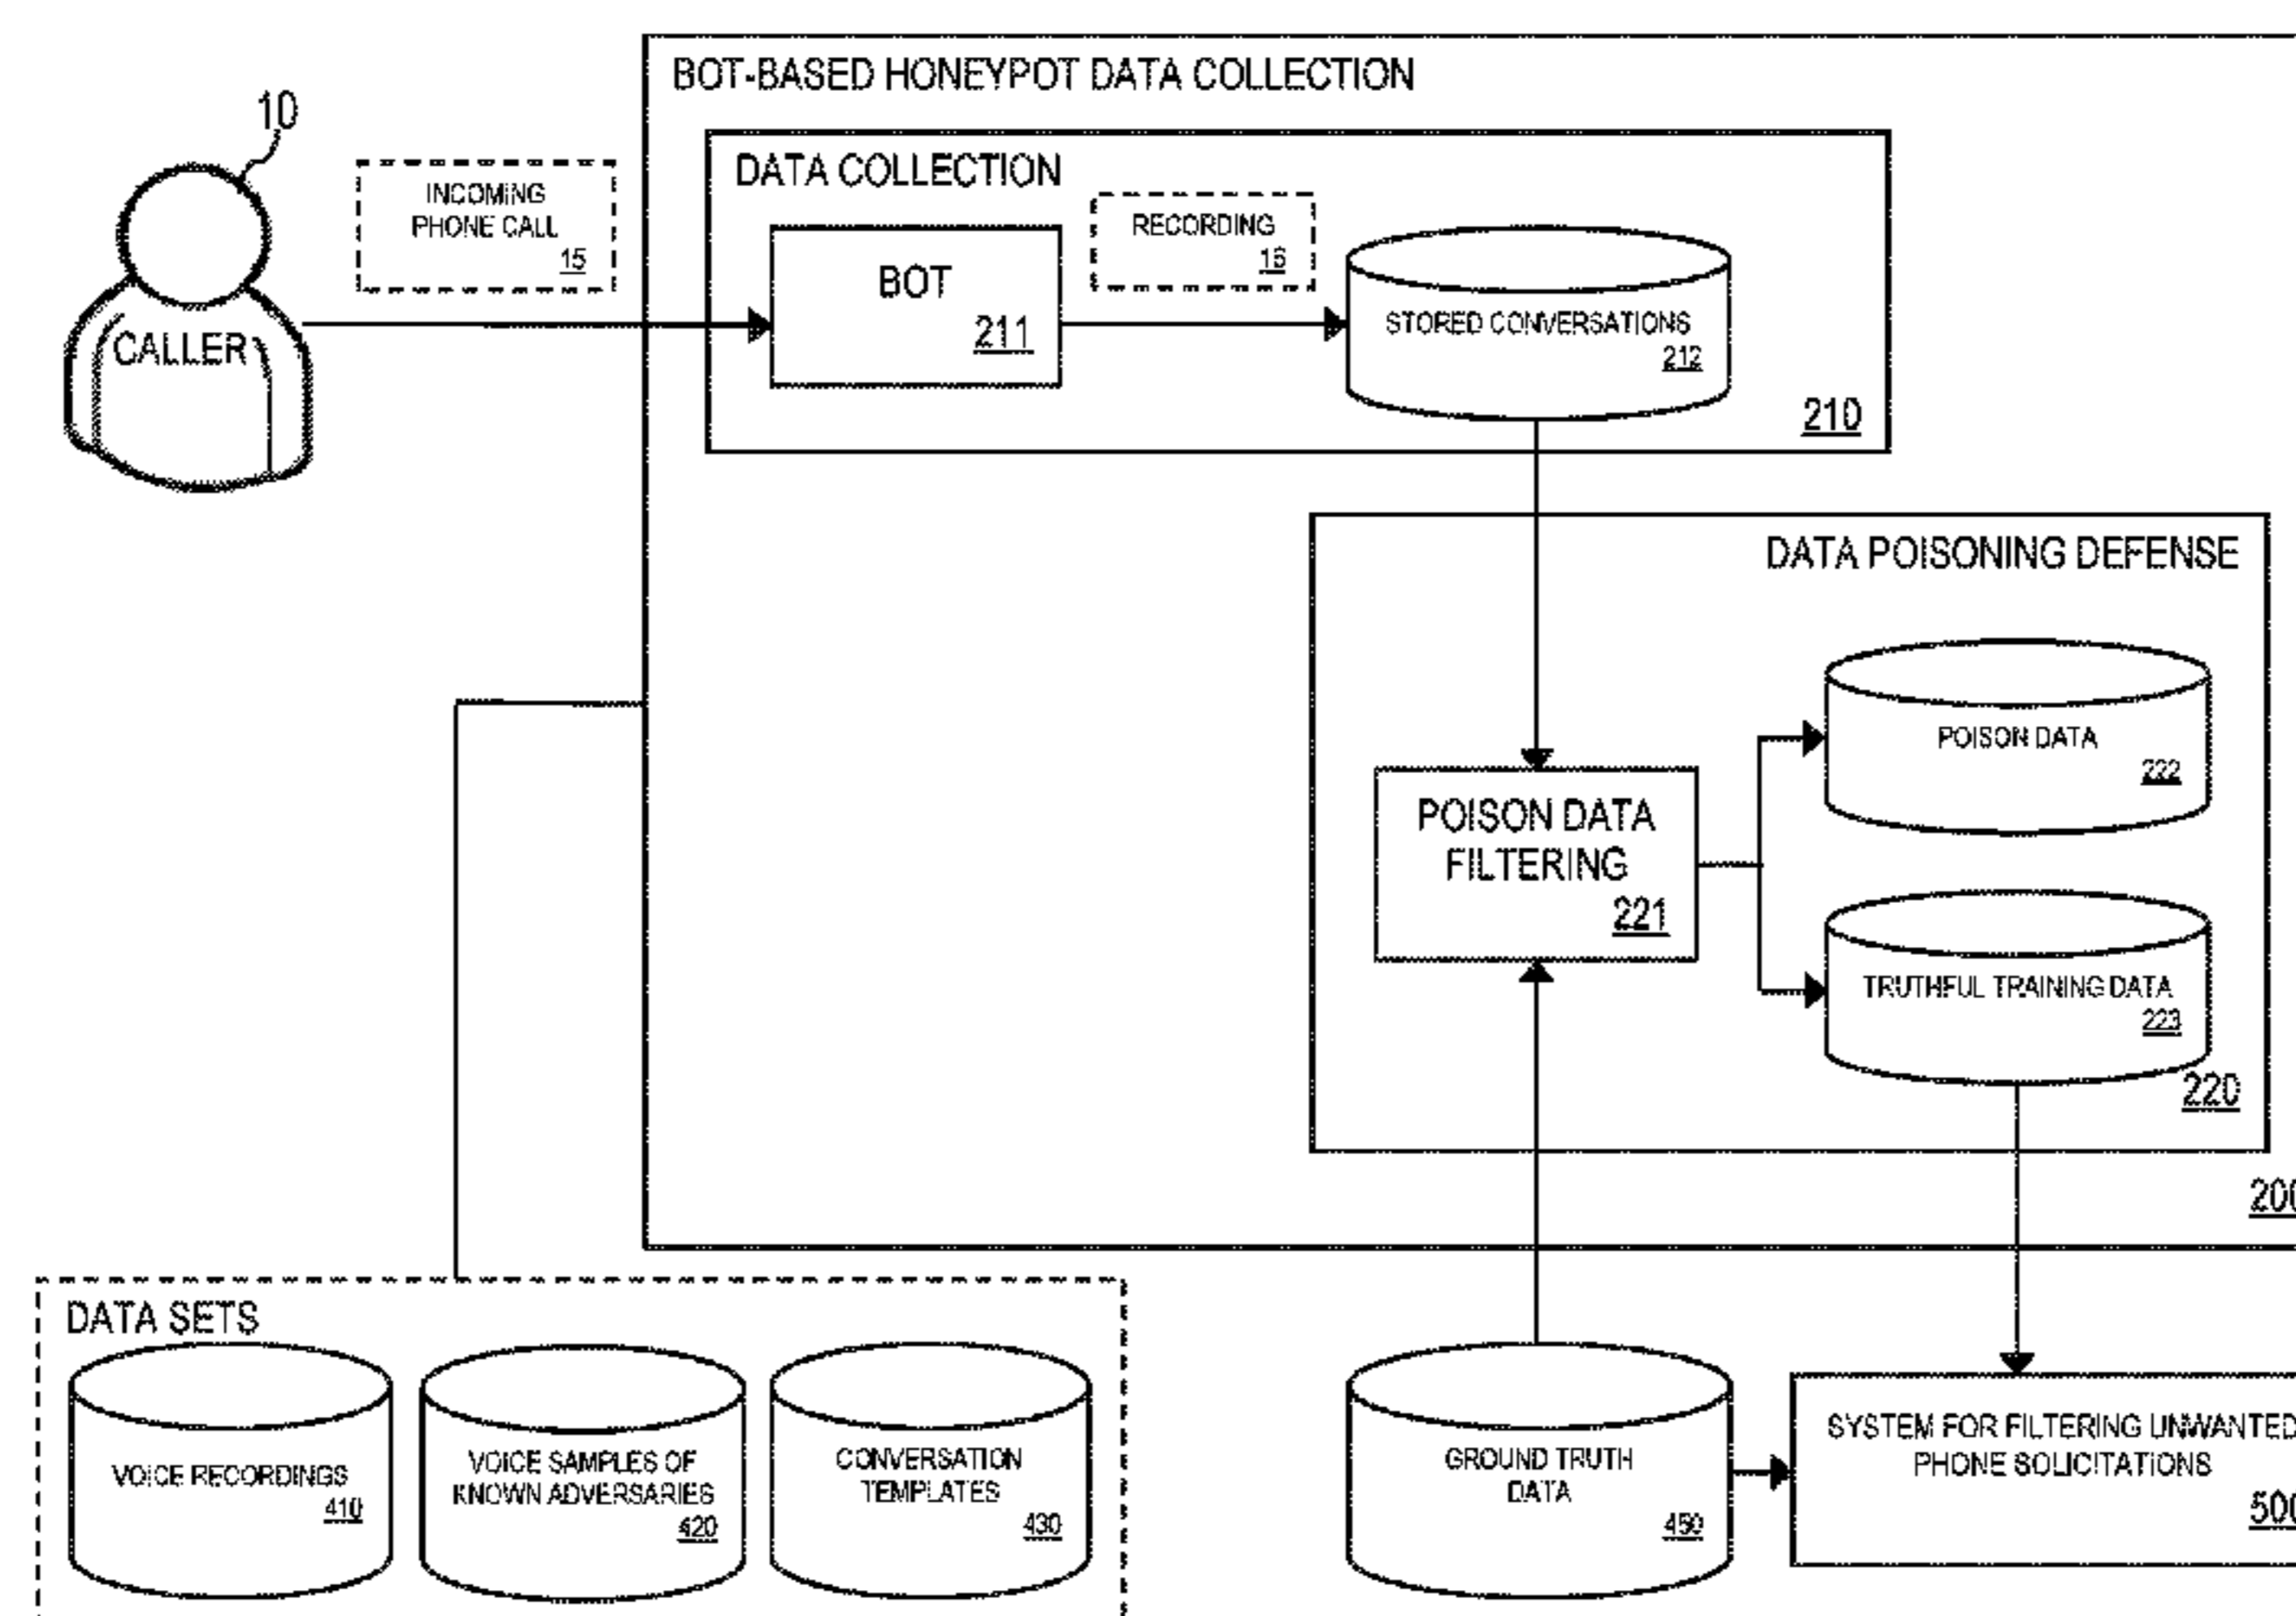 BOT-BASED HONEYPOT DATA COLLECTION
10
CALLER
INCOMING
PHONE CALL
15
DATA COLLECTION
BOT
211
RECORDING
16
STORED CONVERSATIONS
212
210
DATA POISONING DEFENSE
POISON DATA
FILTERING
221
POISON DATA
222
TRUTHFUL TRAINING DATA
223
220
200
DATA SETS
VOICE RECORDINGS
410
VOICE SAMPLES OF
KNOWN ADVERSARIES
420
CONVERSATION
TEMPLATES
430
GROUND TRUTH
DATA
450
SYSTEM FOR FILTERING UNWANTED
PHONE SOLICITATIONS
500